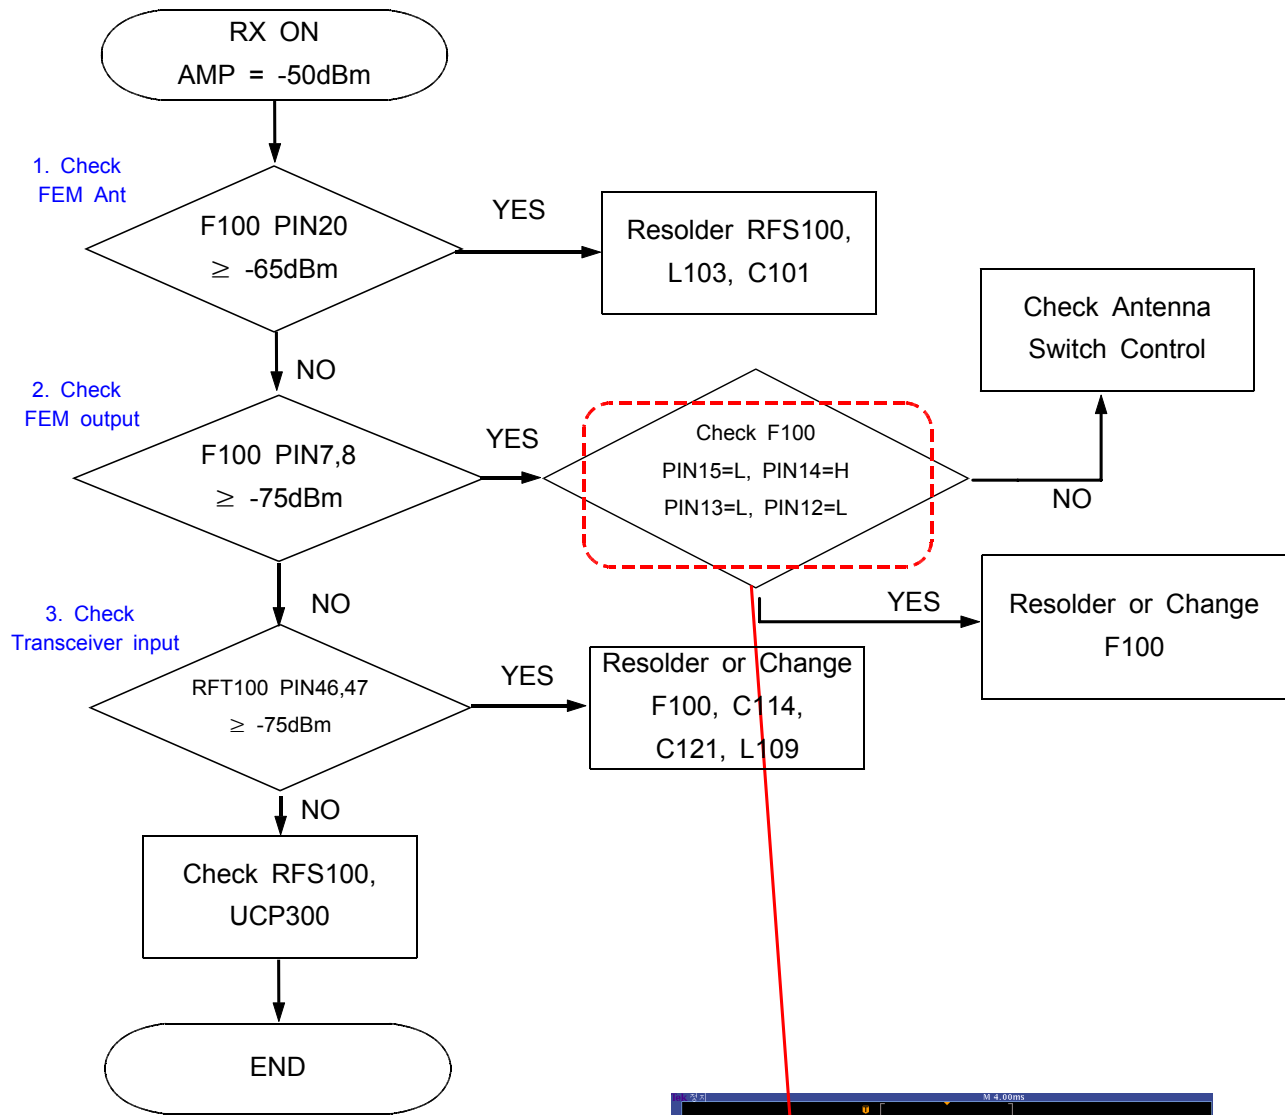 RX ON
AMP = -50dBm
1. Check
FEM Ant
F100 PIN20
≥ -65dBm
YES
Resolder RFS100,
L103, C101
NO
2. Check
FEM output
F100 PIN7,8
≥ -75dBm
YES
Check F100
PIN15=L, PIN14=H
PIN13=L, PIN12=L
NO
Check Antenna
Switch Control
YES
Resolder or Change
F100
NO
3. Check
Transceiver input
RFT100 PIN46,47
≥ -75dBm
YES
Resolder or Change
F100, C114,
C121, L109
NO
Check RFS100,
UCP300
END
Tek 정지
M 4.00ms